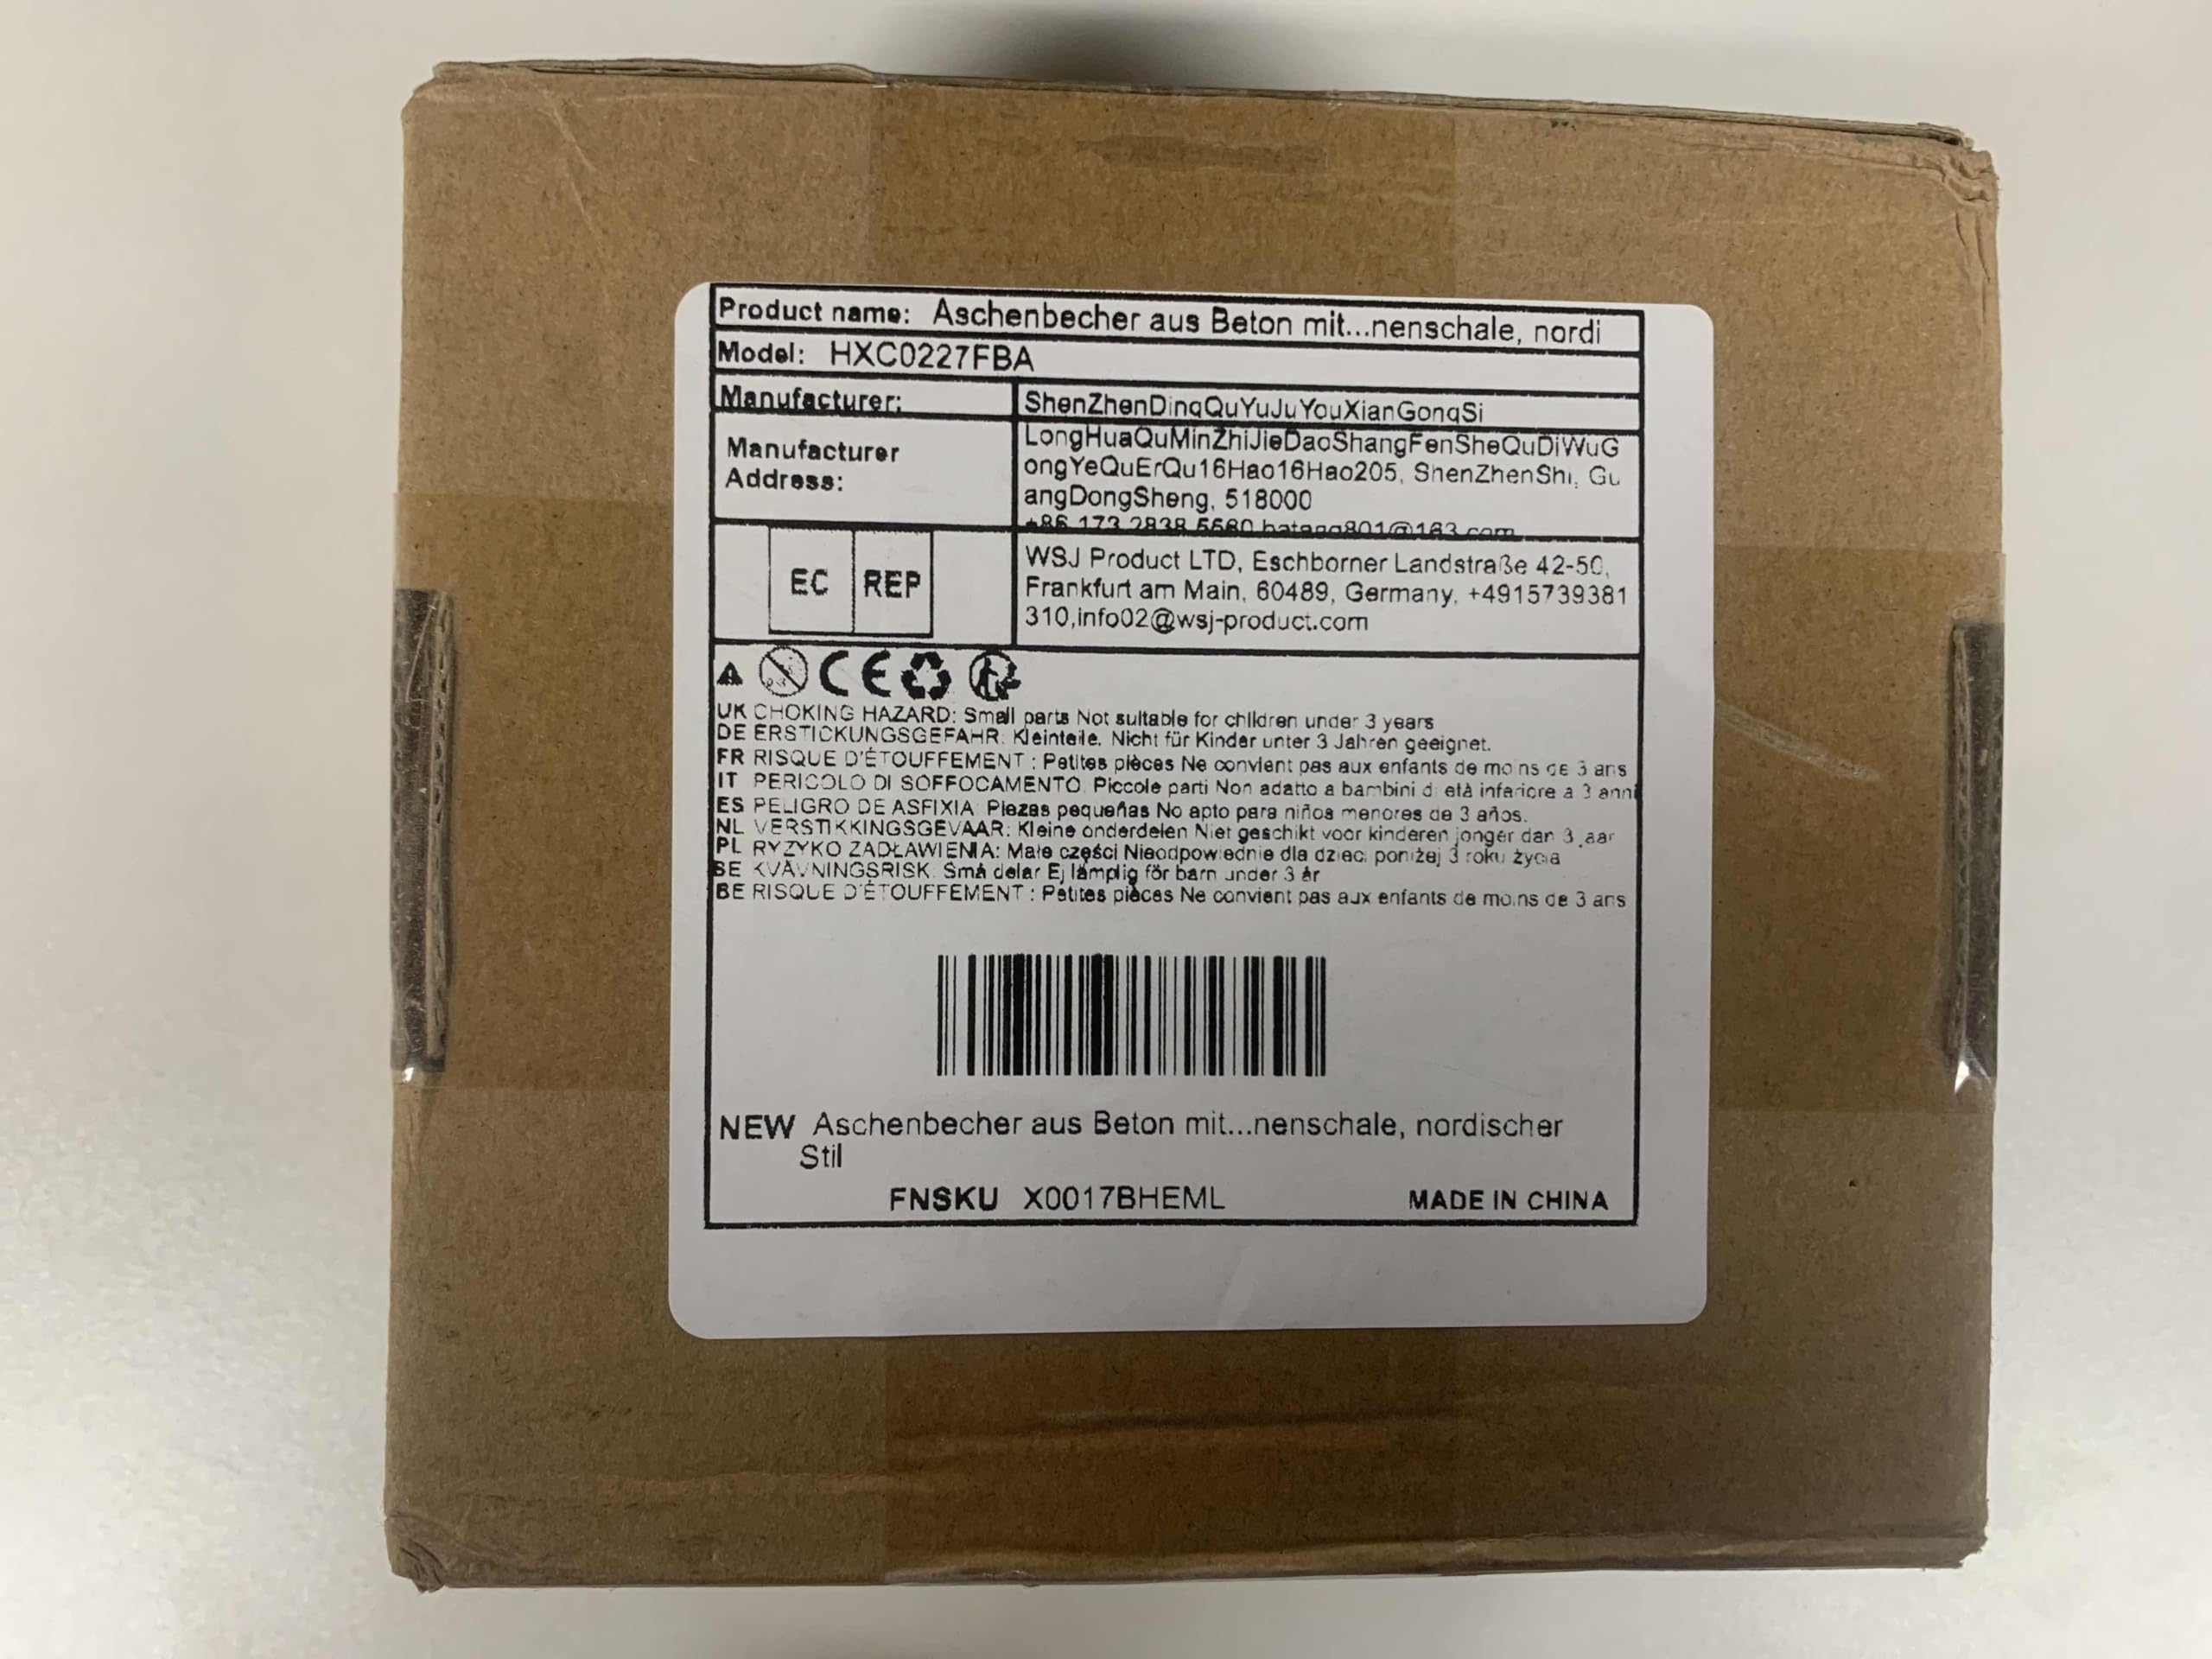 Product name: Aschenbecher aus Beton mit...nenschale, nordi
Model: HXC0227FBA
Manufacturer: ShenZhenDingQuYuJuYouXianGongSi
Manufacturer Address:
LongHuaQuMinZhiJieDaoShangFenSheQuDiWuG
ongYeQuErQu16Hao16Hao205, ShenZhenShi, Gu
angDongSheng, 518000
+86 173 2838 5680 batang801@163.com
EC REP
WSJ Product LTD, Eschborner Landstraße 42-50,
Frankfurt am Main, 60489, Germany, +4915739381
310,info02@wsj-product.com
CE
UK CHOKING HAZARD: Small parts Not suitable for children under 3 years
DE ERSTICKUNGSGEFAHR: Kleinteile. Nicht für Kinder unter 3 Jahren geeignet.
FR RISQUE D'ÉTOUFFEMENT : Petites pièces Ne convient pas aux enfants de moins de 3 ans
IT PERICOLO DI SOFFOCAMENTO: Piccole parti Non adatto a bambini di età inferiore a 3 anni
ES PELIGRO DE ASFIXIA: Piezas pequeñas No apto para niños menores de 3 años.
NL VERSTIKKINGSGEVAAR: Kleine onderdelen Niet geschikt voor kinderen jonger dan 3 jaar
PL RYZYKO ZADŁAWIENIA: Małe części Nieodpowiednie dla dzieci poniżej 3 roku życia
SE KVÄVNINGSRISK: Små delar Ej lämplig för barn under 3 år
BE RISQUE D'ÉTOUFFEMENT : Petites pièces Ne convient pas aux enfants de moins de 3 ans
NEW Aschenbecher aus Beton mit...nenschale, nordischer
Stil
FNSKU X0017BHEML MADE IN CHINA